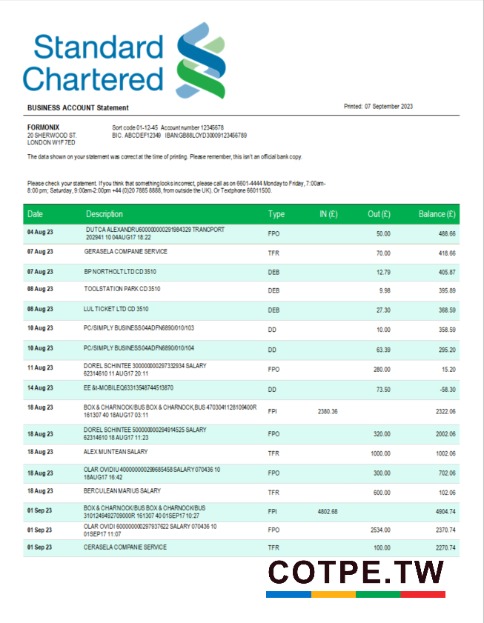 Standard
Chartered
BUSINESS ACCOUNT Statement
Printed: 07 September 2023
FORMONIX
20 SHERWOOD ST.
LONDON W1F7ED
Sort code 01-12-45 Account number 12345678
BIC. ABCDEF12349 IBANIGB88LOYD30009123456789
The data shown on your statement was correct at the time of printing. Please remember, this isn't an official bank copy.
Please check your statement. If you think that something looks incorrect, please call as on 6601-4444 Monday to Friday, 7:00am-
8:00 pm; Saturday, 9:00am-2:00pm +44 (0)20 7885 8888, from outside the UK). Or Textphone 66011500.
Date Description Type IN (£) Out (£) Balance (£)
04 Aug 23 DUTCA ALEXANDRU600000000291984329 TRANCPORT FPO 50.00 488.66
202941 10 04AUG17 18:22
07 Aug 23 GERASELA COMPANIE SERVICE TFR 70.00 418.66
07 Aug 23 BP NORTHOLT LTD CD 3510 DEB 12.79 405.87
08 Aug 23 TOOLSTATION PARK CD 3510 DEB 9.98 395.89
08 Aug 23 LUL TICKET LTD CD 3510 DEB 27.30 368.59
10 Aug 23 PC/SIMPLY BUSINESS04ADFN6890/010/103 DD 10.00 358.59
10 Aug 23 PC/SIMPLY BUSINESS04ADFN6890/010/104 DD 63.39 295.20
11 Aug 23 DOREL SCHINTEE 300000000297332934 SALARY FPO 280.00 15.20
62314610 11 AUG17 20:11
14 Aug 23 EE &t-MOBILEQ63313548744513870 DD 73.50 -58.30
18 Aug 23 BOX & CHARNOCK/BUS BOX & CHARNOCK,BUS 4703041128109400R FPI 2380.36 2322.06
161307 40 18AUG17 03:11
18 Aug 23 DOREL SCHINTEE 500000000294914525 SALARY FPO 320.00 2002.06
62314610 18 AUG17 11:23
18 Aug 23 ALEX MUNTEAN SALARY TFR 1000.00 1002.06
18 Aug 23 OLAR OVIDIU 400000000299685458 SALARY 070436 10 FPO 300.00 702.06
18AUG17 16:42
18 Aug 23 BERCULEAN MARIUS SALARY TFR 600.00 102.06
01 Sep 23 BOX & CHARNOCK/BUS BOX & CHARNOCK/BUS FPI 4802.68 4904.74
3101249492709000R 161307 40 01SEP17 10:27
01 Sep 23 OLAR OVIDI 600000000297937622 SALARY 070436 10 FPO 2534.00 2370.74
01SEP17 11:07
01 Sep 23 CERASELA COMPANIE SERVICE TFR 100.00 2270.74
COTPE.TW